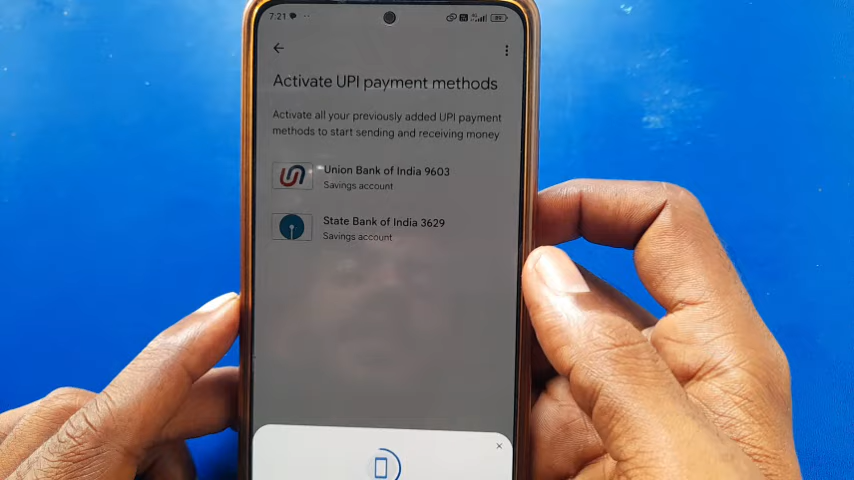 7:21
Activate UPI payment methods
Activate all your previously added UPI payment
methods to start sending and receiving money
Union Bank of India 9603
Savings account
State Bank of India 3629
Savings account